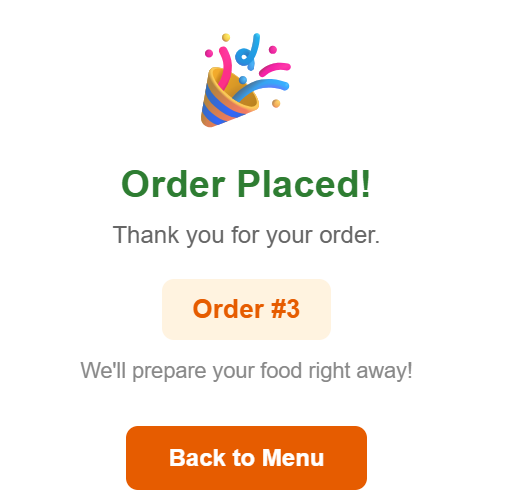 Order Placed!
Thank you for your order.
Order #3
We'll prepare your food right away!
Back to Menu